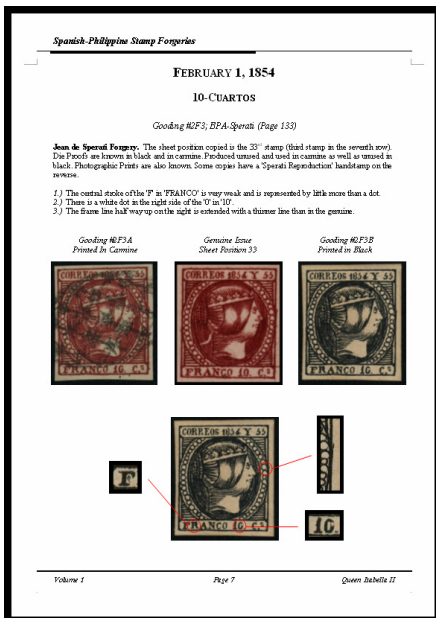 Spanish-Philippine Stamp Forgeries
FEBRUARY 1, 1854
10-CUARTOS
Gooding #2F3; BPA-Sperati (Page 133)
Jean de Sperati Forgery. The sheet position copied is the 33rd stamp (third stamp in the seventh row).
Die Proofs are known in black and in carmine. Produced unused and used in carmine as well as unused in
black. Photographic Prints are also known. Some copies have a 'Sperati Reproduction' handstamp on the
reverse.
1.) The central stroke of the 'F' in 'FRANCO' is very weak and is represented by little more than a dot.
2.) There is a white dot in the right side of the '0' in '10'.
3.) The frame line half way up on the right is extended with a thinner line than in the genuine.
Gooding #2F3A Genuine Issue Gooding #2F3B
Printed In Carmine Sheet Position 33 Printed in Black
CORREOS 1854 Y 55 CORREOS 1854 Y 55 CORREOS 1854 Y 55
FRANCO 10. C.s FRANCO 10. C.s FRANCO 10. C.s
CORREOS 1854 Y 55
F
FRANCO 10. C.s
10.
Volume 1 Page 7 Queen Isabella II